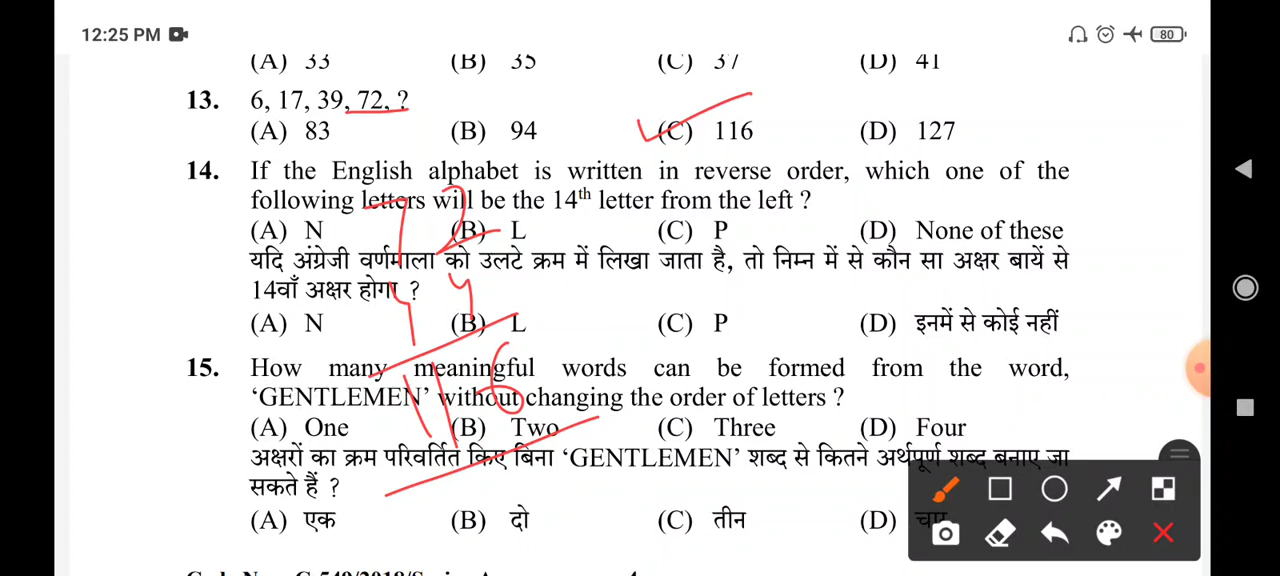 12:25 PM 80
(A) 33 (B) 35 (C) 37 (D) 41
13. 6, 17, 39, 72, ?
(A) 83 (B) 94 (C) 116 (D) 127
14. If the English alphabet is written in reverse order, which one of the
following letters will be the 14th letter from the left ?
(A) N (B) L (C) P (D) None of these
यदि अंग्रेजी वर्णमाला को उलटे क्रम में लिखा जाता है, तो निम्न में से कौन सा अक्षर बायें से
14वाँ अक्षर होगा ?
(A) N (B) L (C) P (D) इनमें से कोई नहीं
72
44
116
15. How many meaningful words can be formed from the word,
‘GENTLEMEN’ without changing the order of letters ?
(A) One (B) Two (C) Three (D) Four
अक्षरों का क्रम परिवर्तित किए बिना ‘GENTLEMEN’ शब्द से कितने अर्थपूर्ण शब्द बनाए जा
सकते हैं ?
(A) एक (B) दो (C) तीन (D)